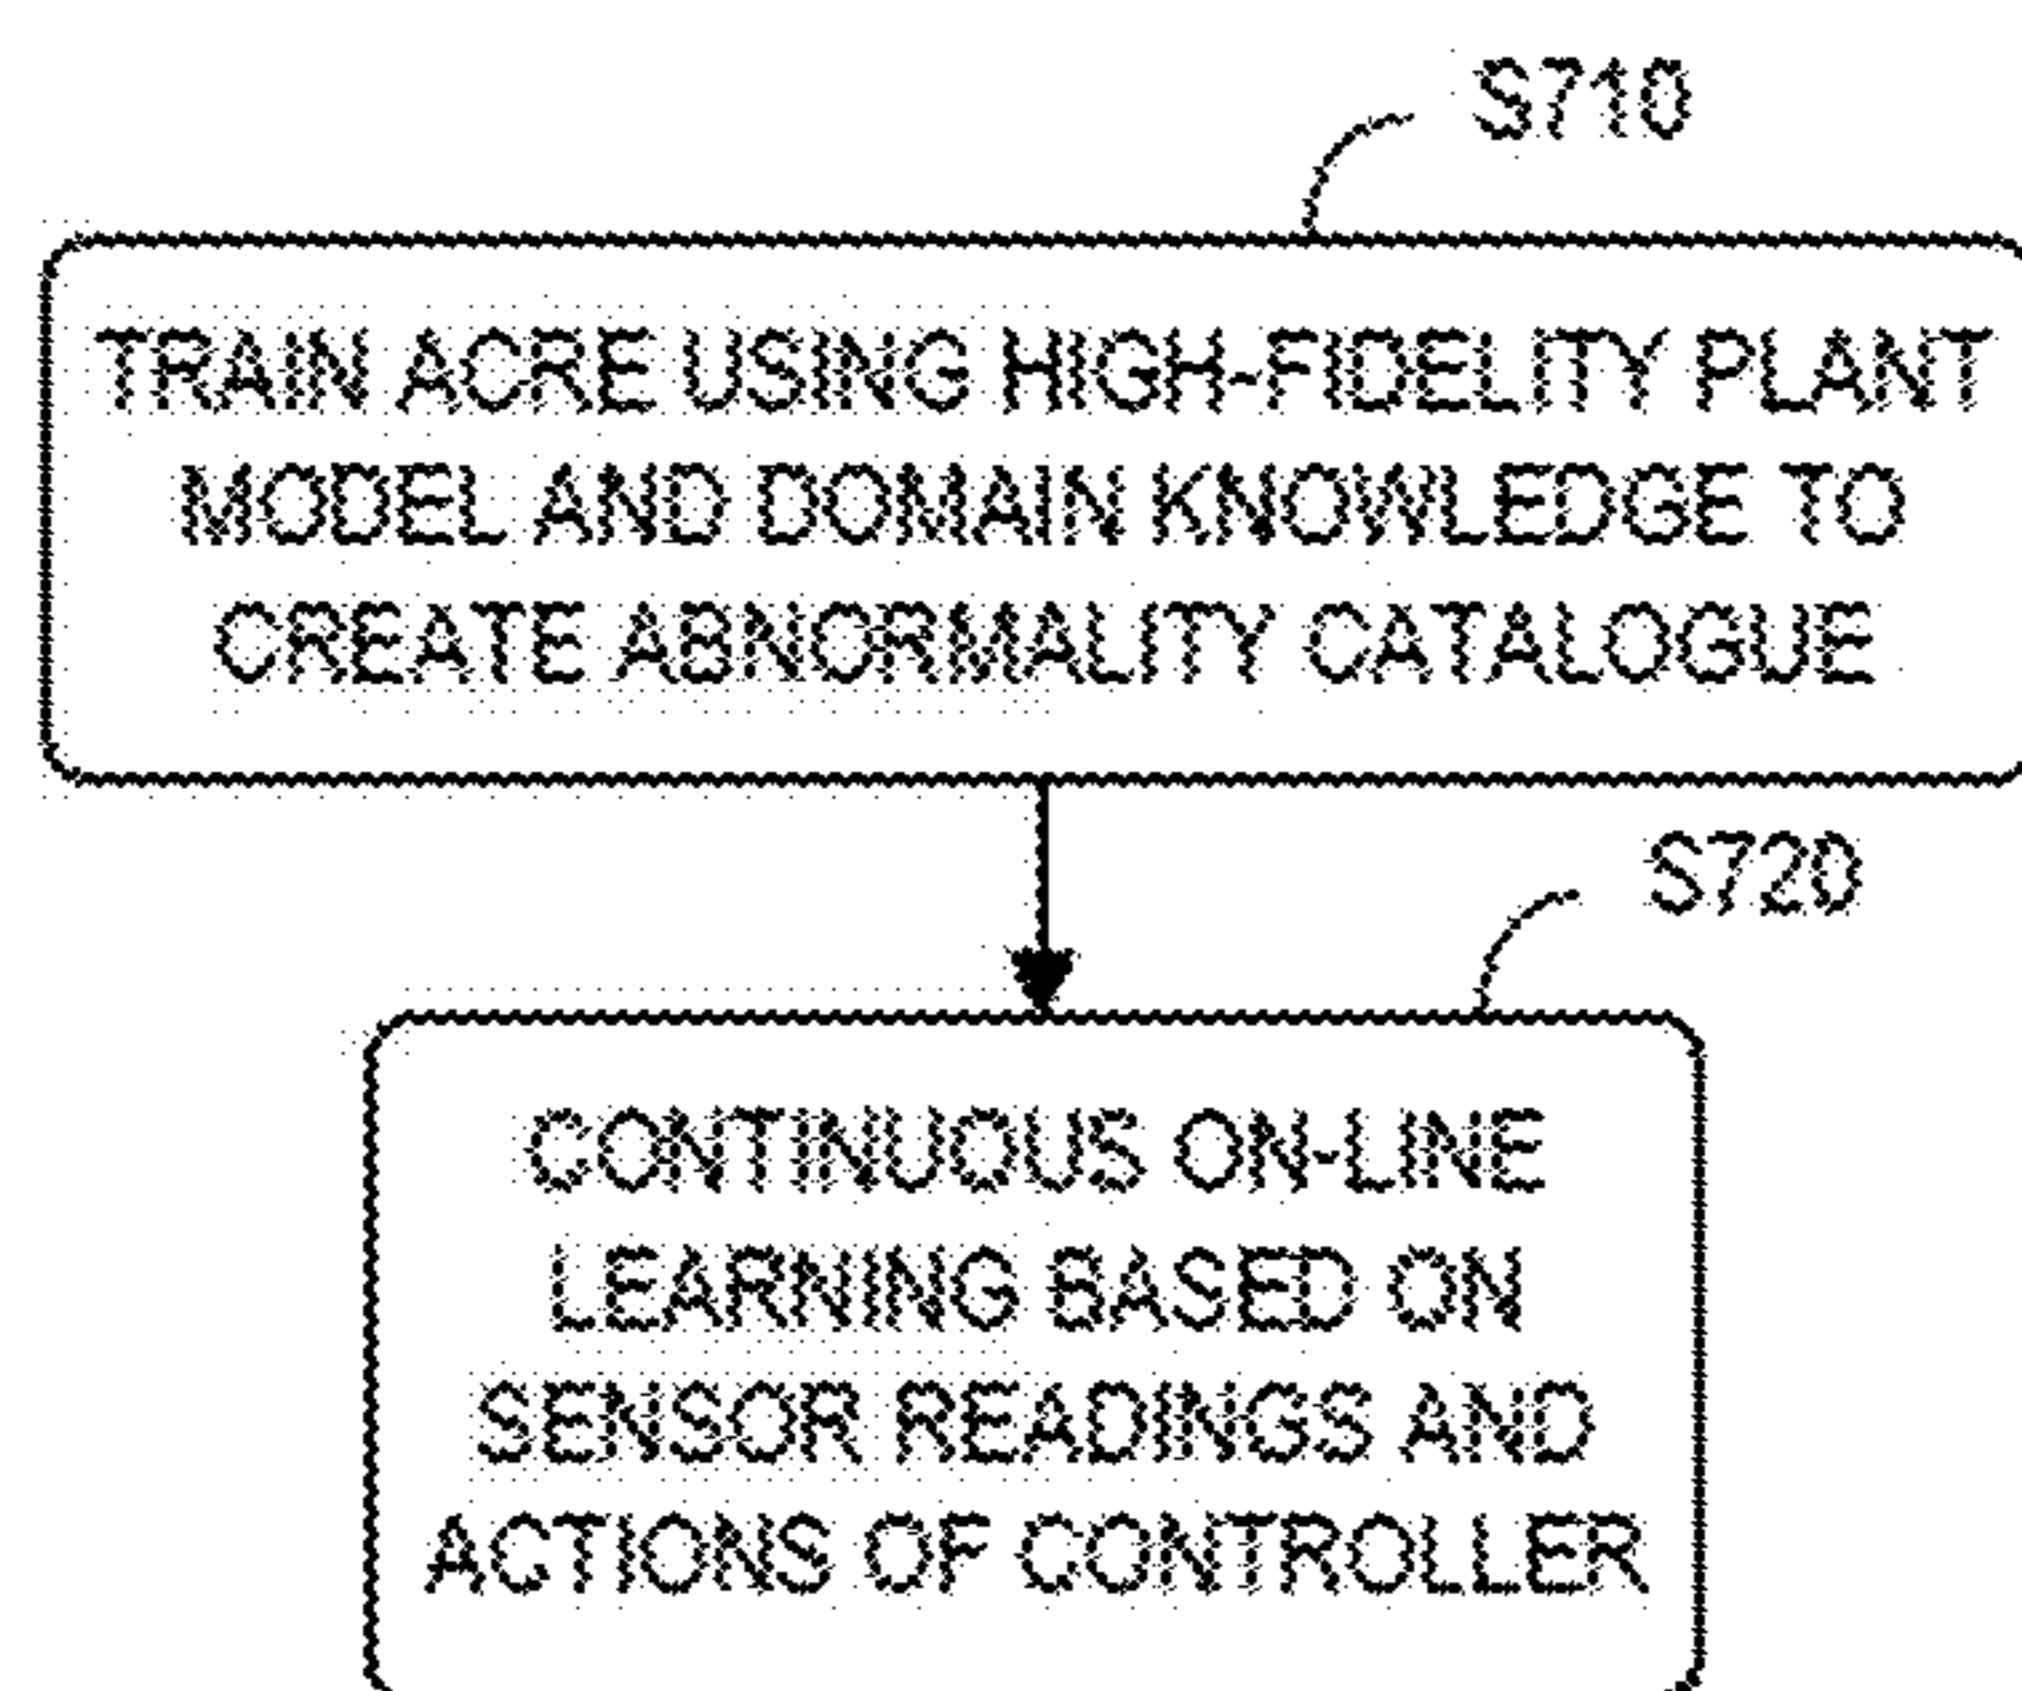 S710
TRAIN ACRE USING HIGH-FIDELITY PLANT
MODEL AND DOMAIN KNOWLEDGE TO
CREATE ABNORMALITY CATALOGUE
S720
CONTINUOUS ON-LINE
LEARNING BASED ON
SENSOR READINGS AND
ACTIONS OF CONTROLLER